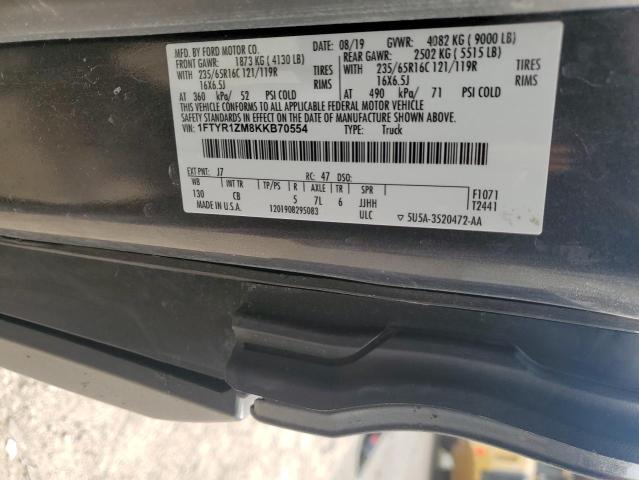 MFD. BY FORD MOTOR CO.
08/19 GVWR: 4082 KG ( 9000 LB)
FRONT GAWR: 1873 KG ( 4130 LB) REAR GAWR: 2502 KG ( 5515 LB)
WITH 235/65R16C 121/119R TIRES WITH 235/65R16C 121/119R TIRES
16X6.5J RIMS 16X6.5J RIMS
AT 360 kPa/ 52 PSI COLD AT 490 kPa/ 71 PSI COLD
THIS VEHICLE CONFORMS TO ALL APPLICABLE FEDERAL MOTOR VEHICLE
SAFETY STANDARDS IN EFFECT ON THE DATE OF MANUFACTURE SHOWN ABOVE.
VIN: 1FTYR1ZM8KKB70554 TYPE: Truck
EXT PNT: J7 RC: 47 DSO:
WB INT TR TP/PS R AXLE TR SPR F1071
130 CB 5 7L 6 JJHH T2441
MADE IN U.S.A. 1201908295083 ULC ▽ 5U5A-3S20472-AA